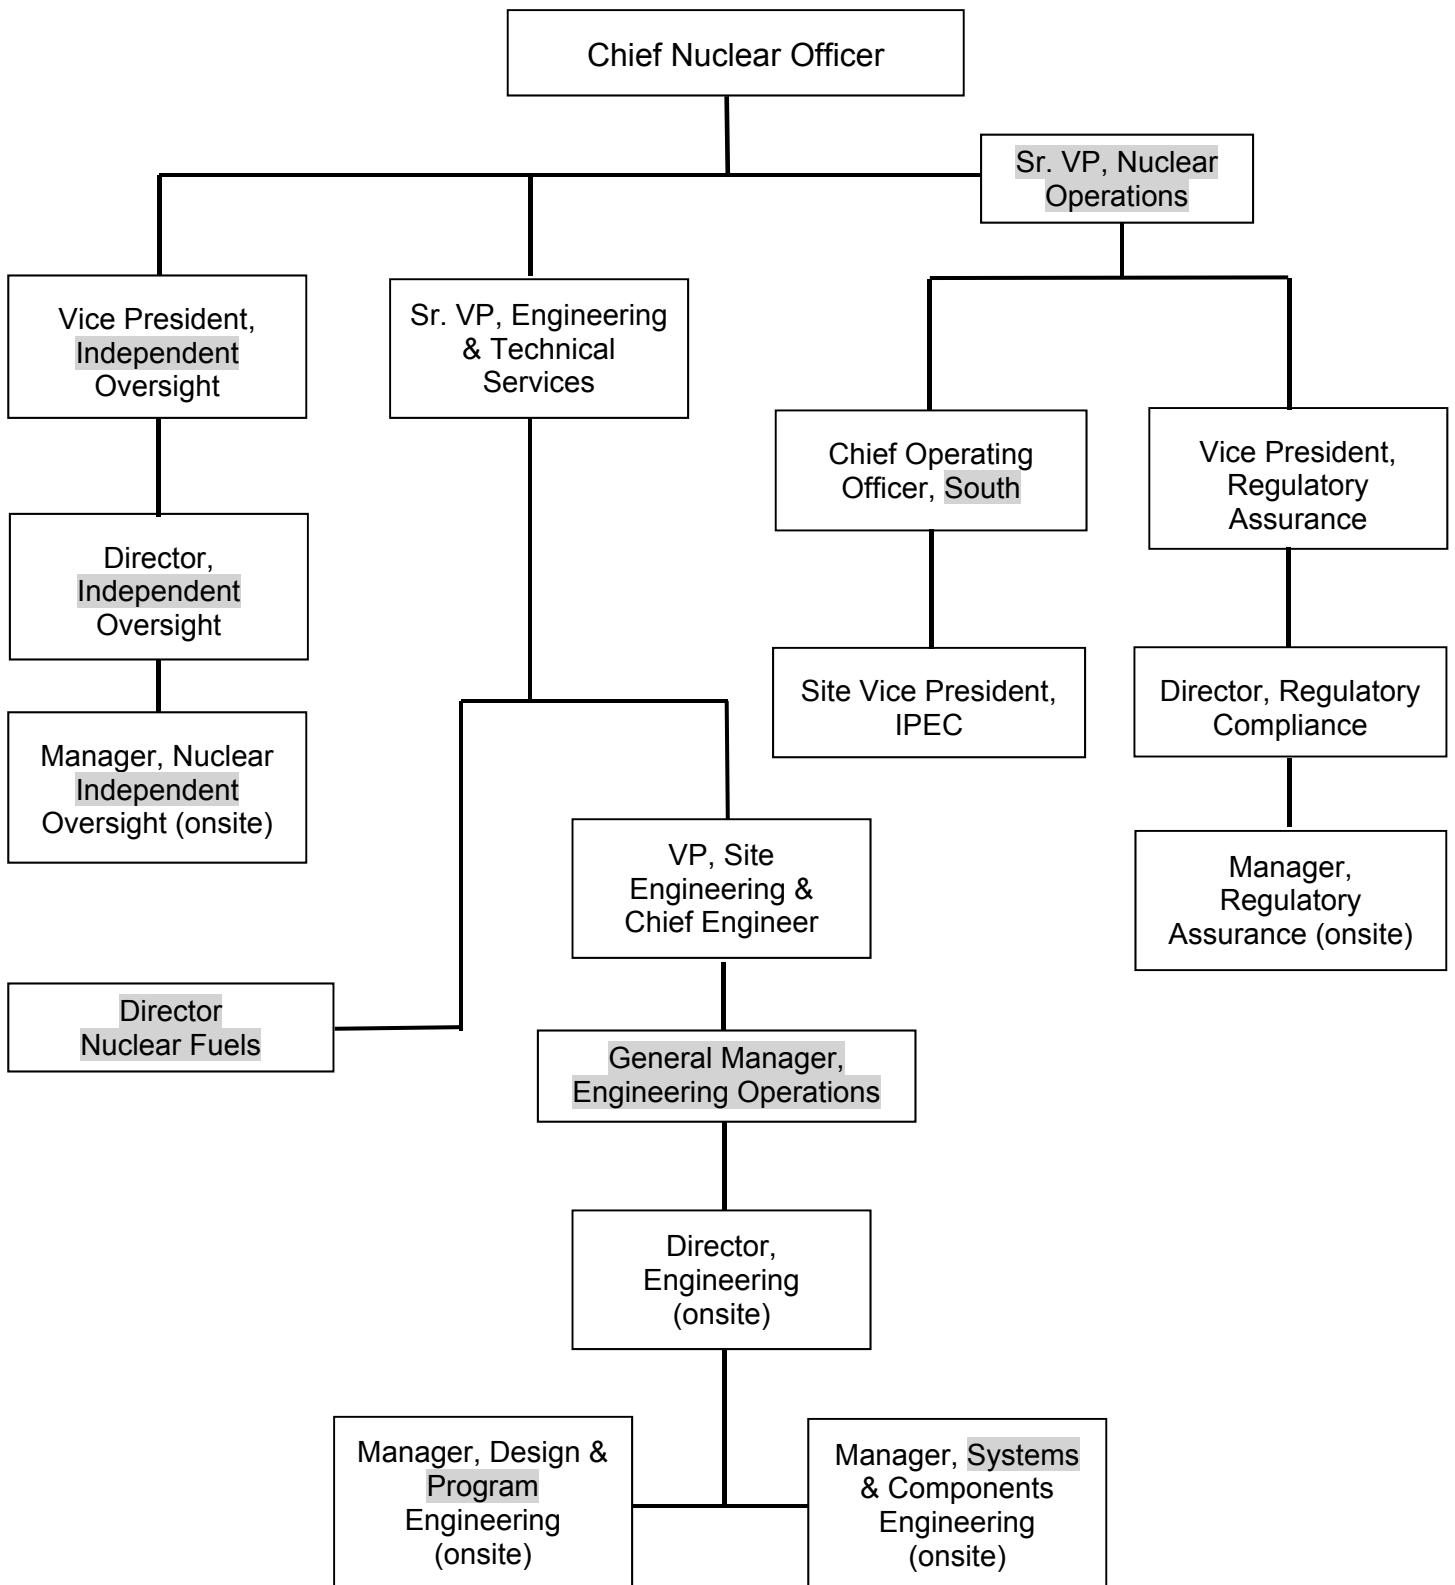 Chief Nuclear Officer
Sr. VP, Nuclear
Operations
Vice President,
Independent
Oversight
Sr. VP, Engineering
& Technical
Services
Chief Operating
Officer, South
Vice President,
Regulatory
Assurance
Director,
Independent
Oversight
Site Vice President,
IPEC
Director, Regulatory
Compliance
Manager, Nuclear
Independent
Oversight (onsite)
VP, Site
Engineering &
Chief Engineer
Manager,
Regulatory
Assurance (onsite)
Director
Nuclear Fuels
General Manager,
Engineering Operations
Director,
Engineering
(onsite)
Manager, Design &
Program
Engineering
(onsite)
Manager, Systems
& Components
Engineering
(onsite)